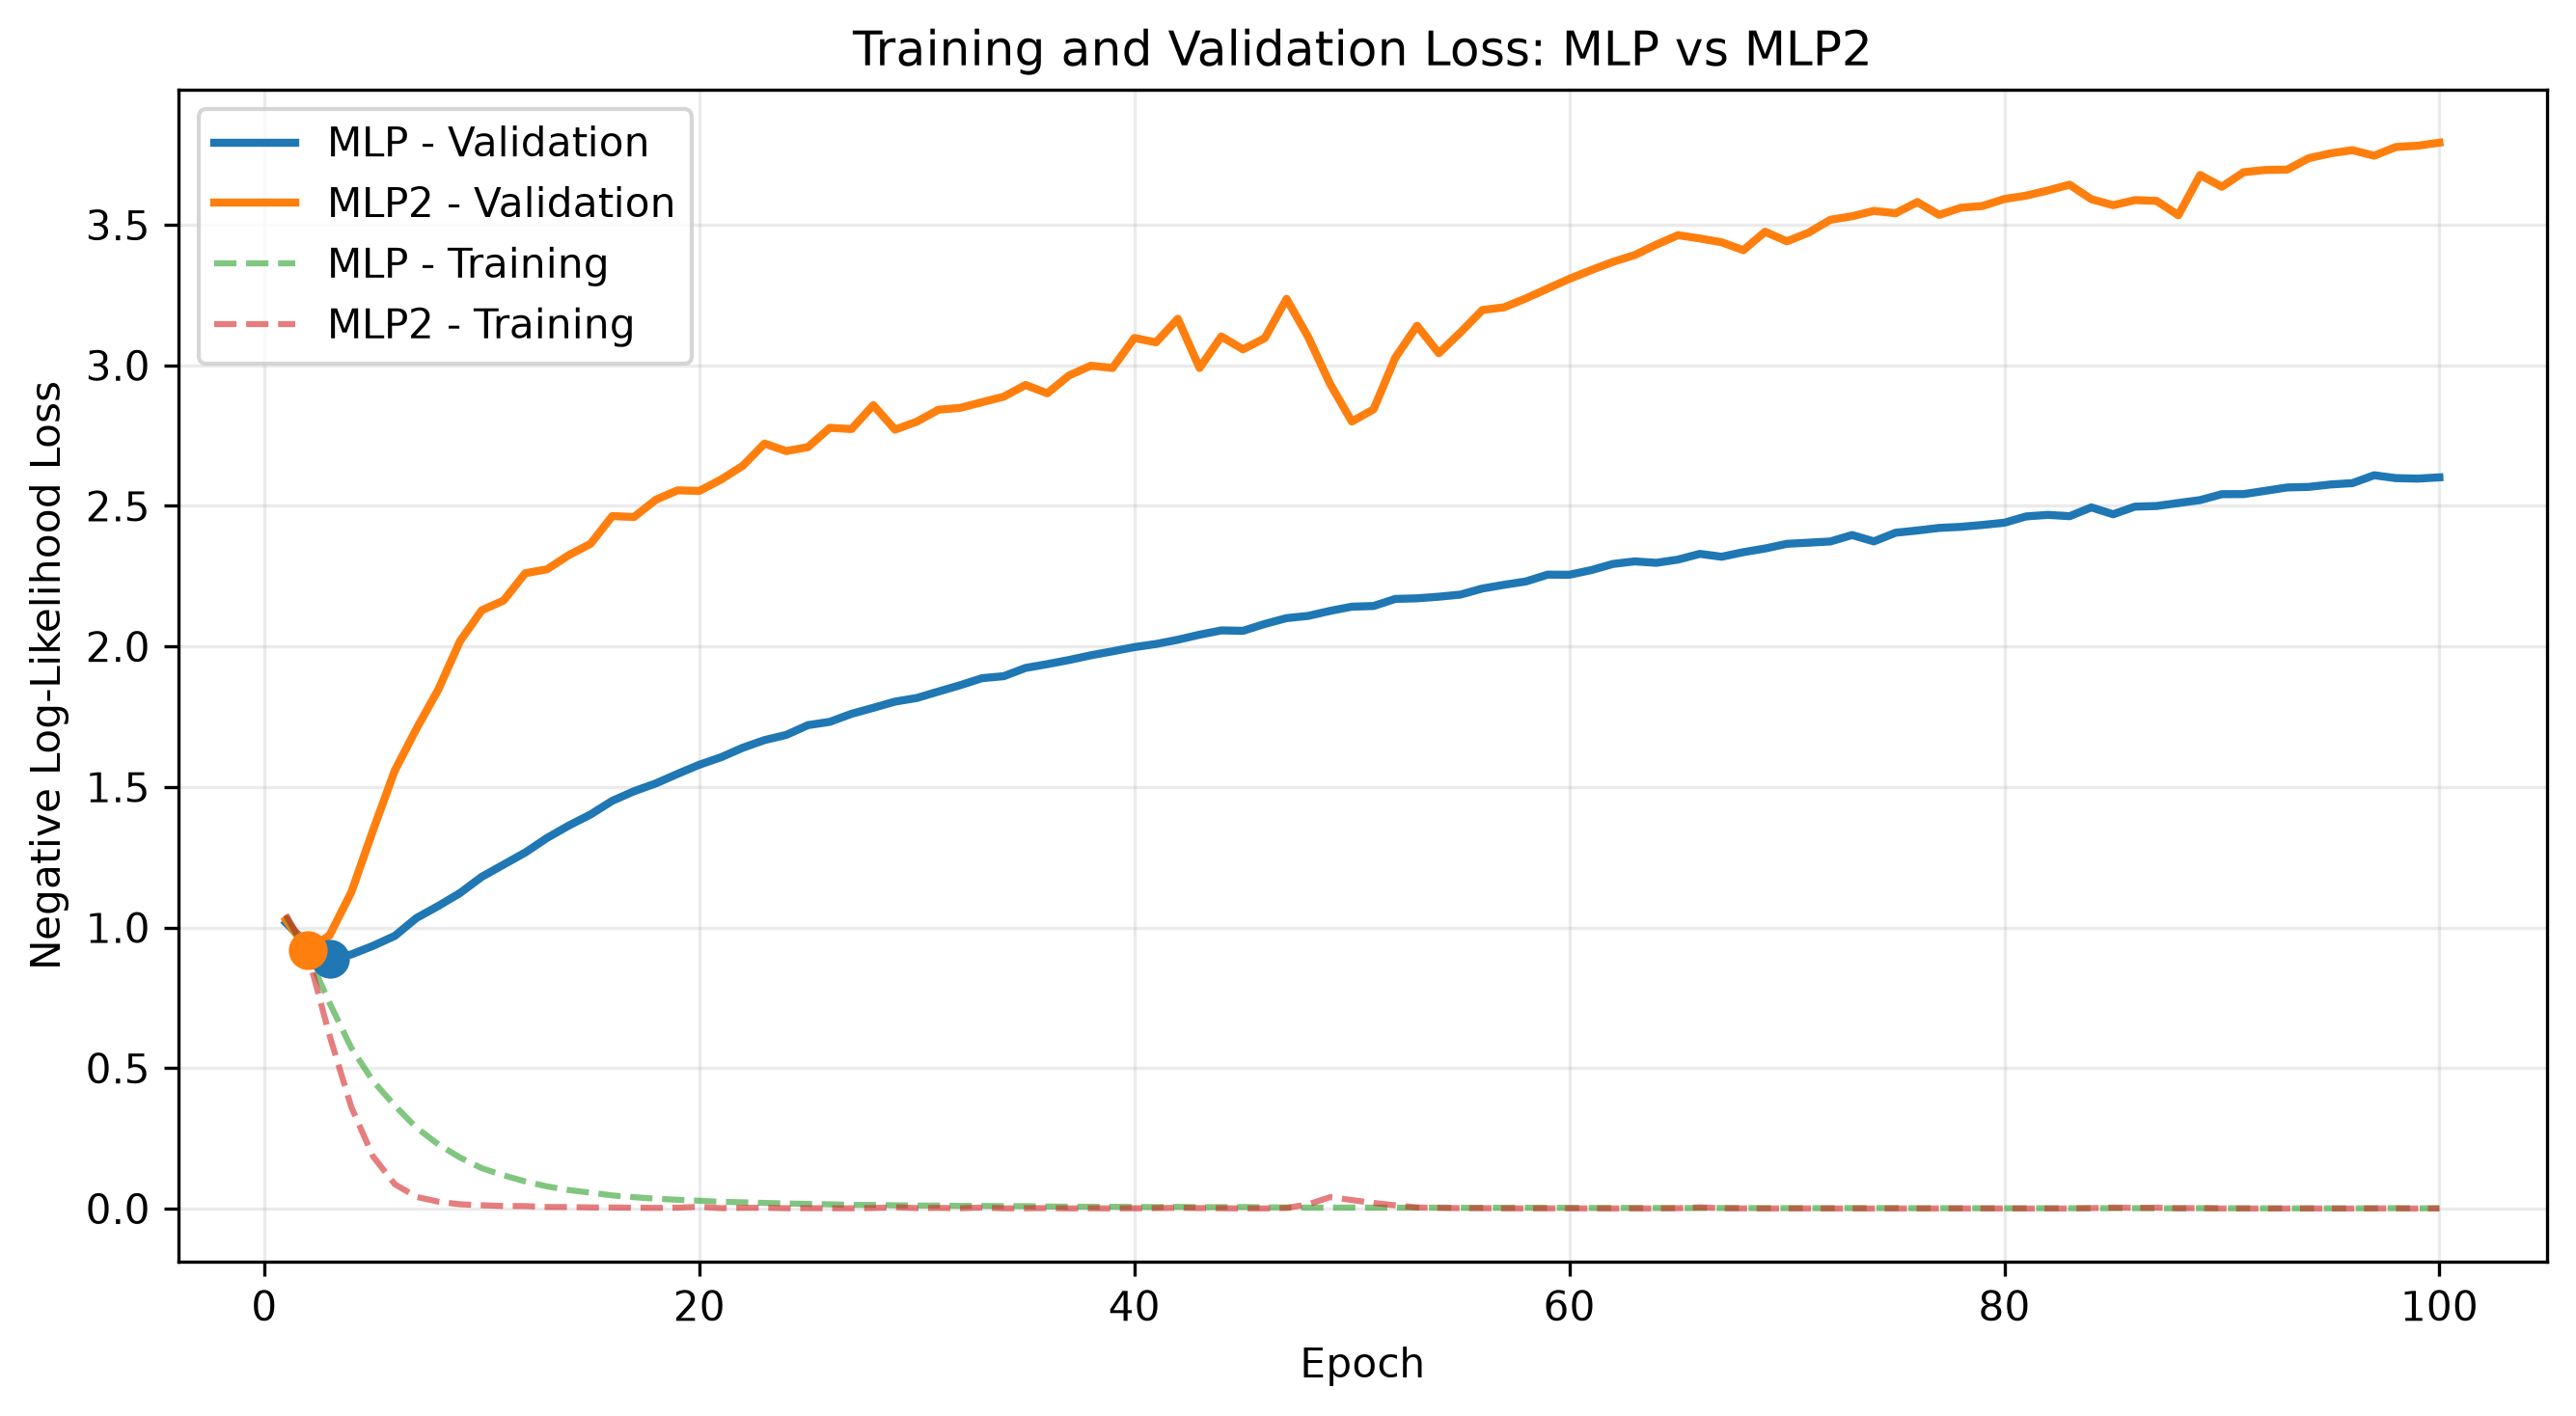 Training and Validation Loss: MLP vs MLP2
MLP - Validation
MLP2 - Validation
MLP - Training
MLP2 - Training
Negative Log-Likelihood Loss
3.5
3.0
2.5
2.0
1.5
1.0
0.5
0.0
0 20 40 60 80 100
Epoch